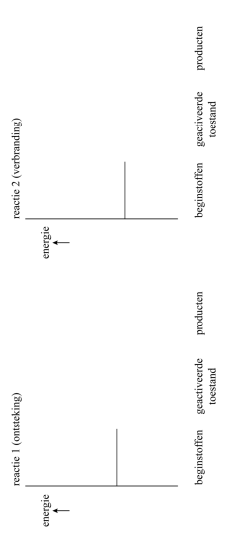 reactie 1 (ontsteking)
energie
beginstoffen
geactiveerde
toestand
producten
reactie 2 (verbranding)
energie
beginstoffen
geactiveerde
toestand
producten